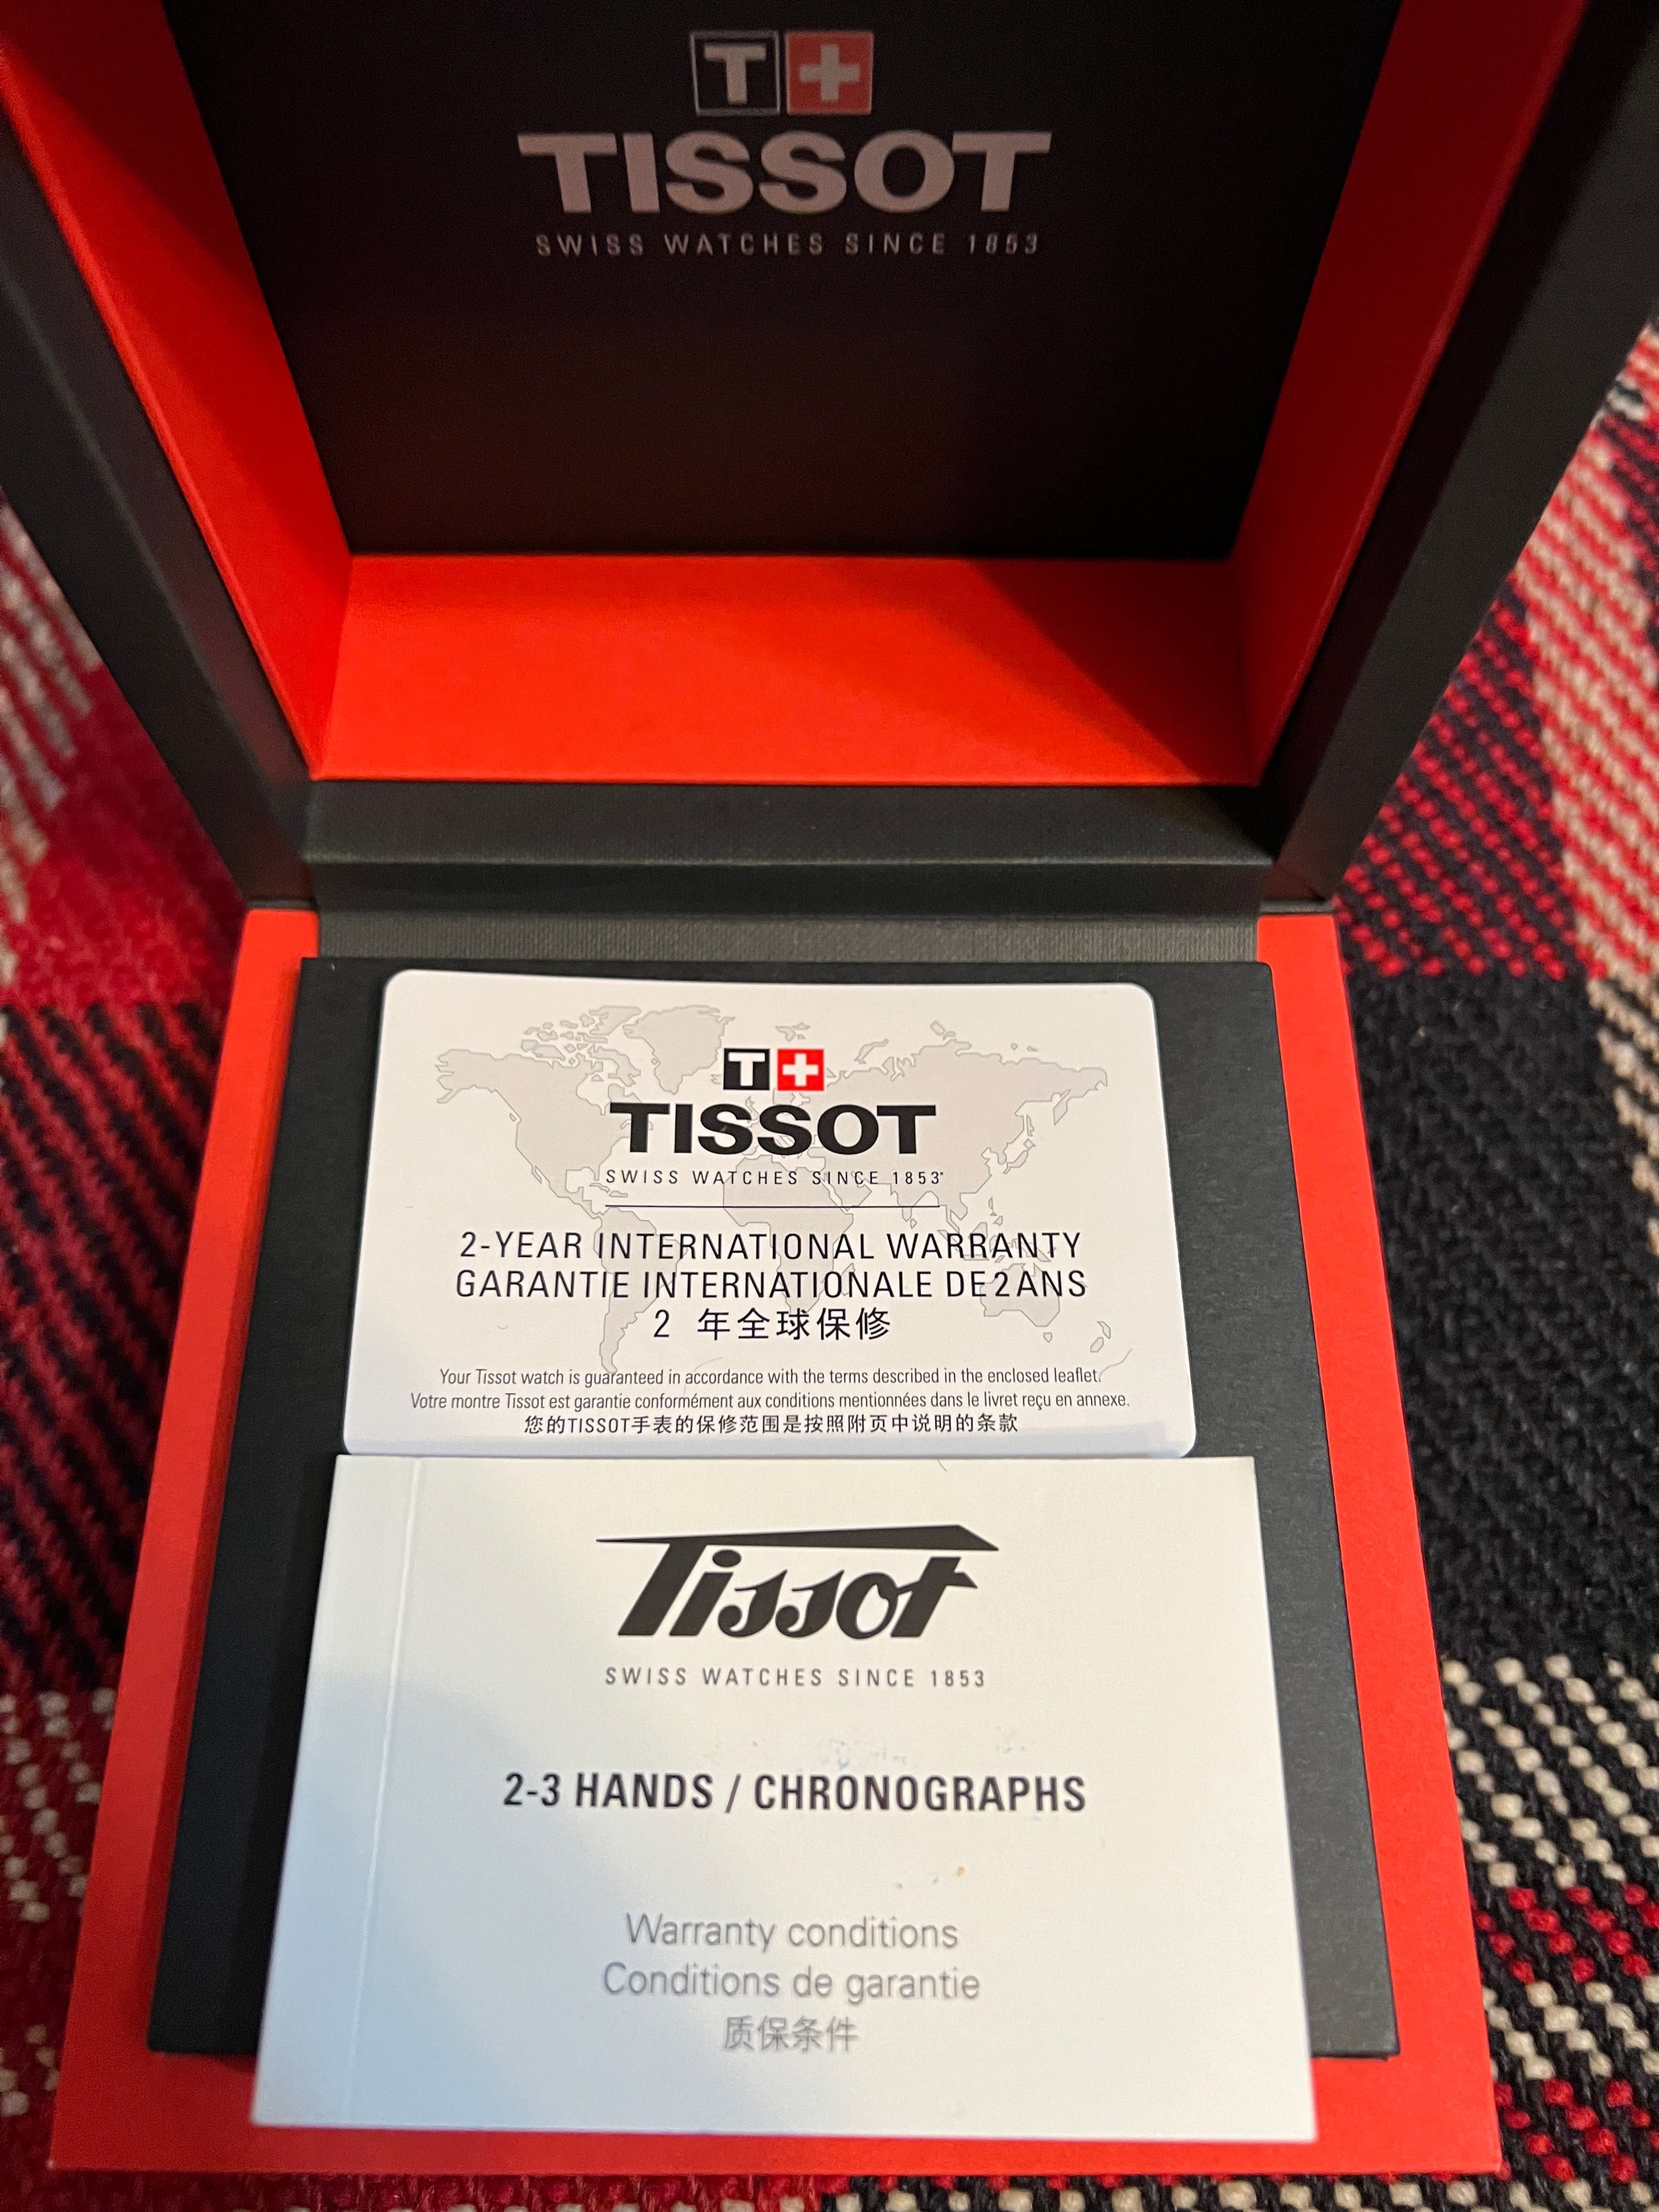 T
TISSOT
SWISS WATCHES SINCE 1853
T
TISSOT
SWISS WATCHES SINCE 1853*
2-YEAR INTERNATIONAL WARRANTY
GARANTIE INTERNATIONALE DE 2 ANS
2 年全球保修
Your Tissot watch is guaranteed in accordance with the terms described in the enclosed leaflet.
Votre montre Tissot est garantie conformément aux conditions mentionnées dans le livret reçu en annexe.
您的TISSOT手表的保修范围是按照附页中说明的条款
Tissot
SWISS WATCHES SINCE 1853
2-3 HANDS / CHRONOGRAPHS
Warranty conditions
Conditions de garantie
质保条件